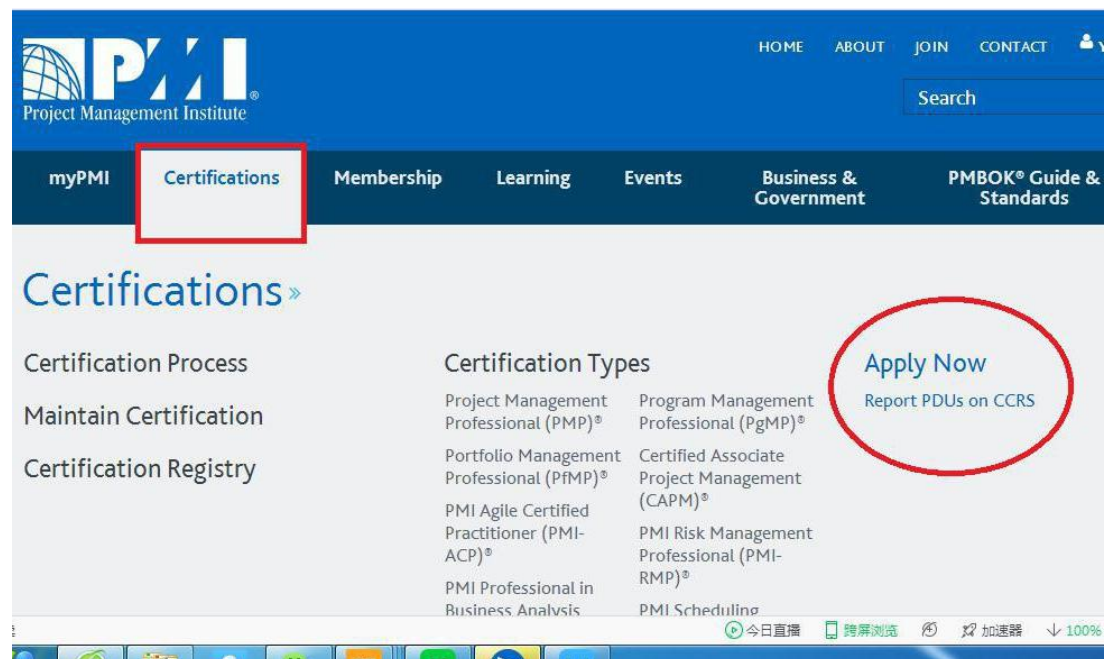 PMI®
Project Management Institute
HOME ABOUT JOIN CONTACT
Search
myPMI Certifications Membership Learning Events Business & Government PMBOK® Guide & Standards
Certifications »
Certification Process
Maintain Certification
Certification Registry
Certification Types
Project Management
Professional (PMP)®
Portfolio Management
Professional (PfMP)®
PMI Agile Certified
Practitioner (PMI-
ACP)®
PMI Professional in
Business Analysis
Program Management
Professional (PgMP)®
Certified Associate
Project Management
(CAPM)®
PMI Risk Management
Professional (PMI-
RMP)®
PMI Scheduling
Apply Now
Report PDUs on CCRS
今日直播 跨屏浏览 加速器 100%